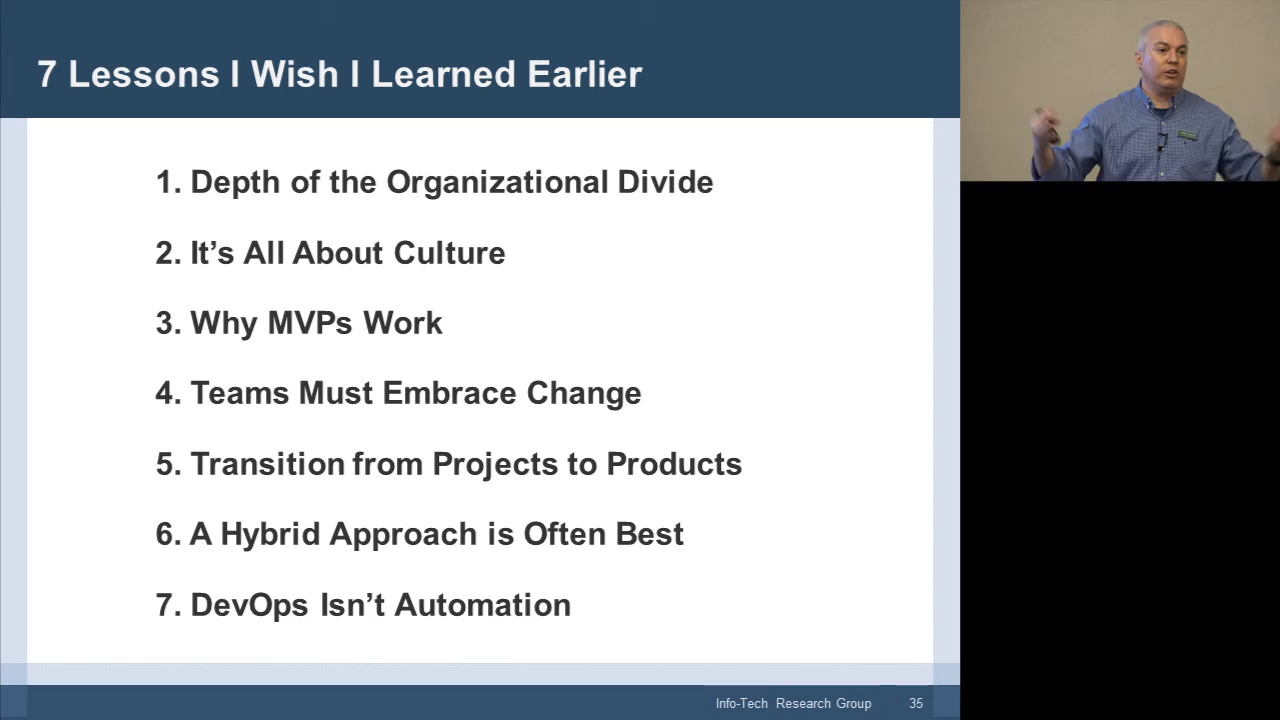 7 Lessons I Wish I Learned Earlier
1. Depth of the Organizational Divide
2. It’s All About Culture
3. Why MVPs Work
4. Teams Must Embrace Change
5. Transition from Projects to Products
6. A Hybrid Approach is Often Best
7. DevOps Isn’t Automation
Info-Tech Research Group 35